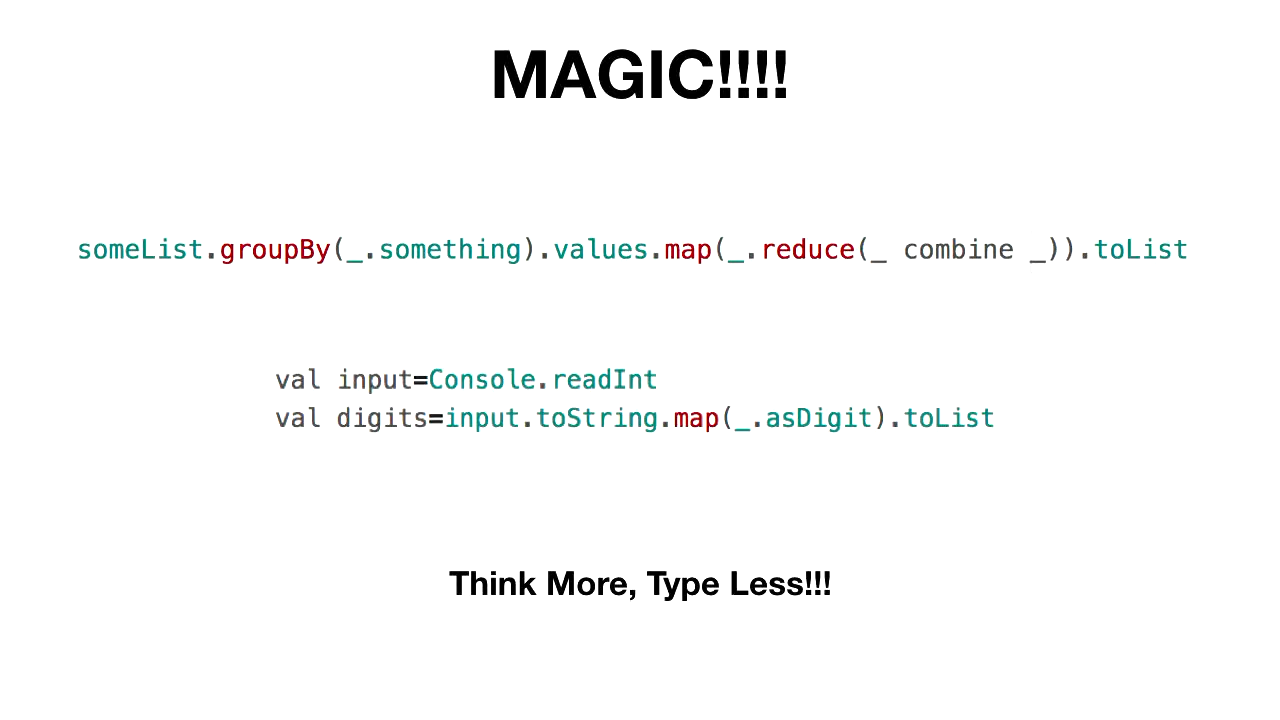 MAGIC!!!!
someList.groupBy(_.something).values.map(_.reduce(_ combine _)).toList
val input=Console.readInt
val digits=input.toString.map(_.asDigit).toList
Think More, Type Less!!!